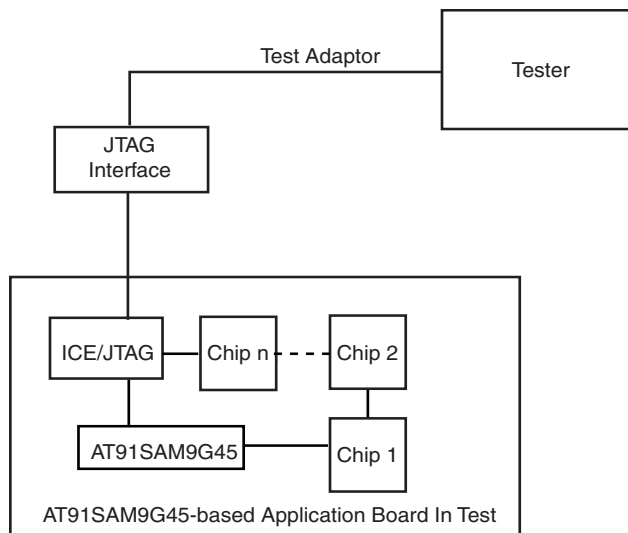 Test Adaptor
Tester
JTAG
Interface
ICE/JTAG
Chip n
Chip 2
AT91SAM9G45
Chip 1
AT91SAM9G45-based Application Board In Test